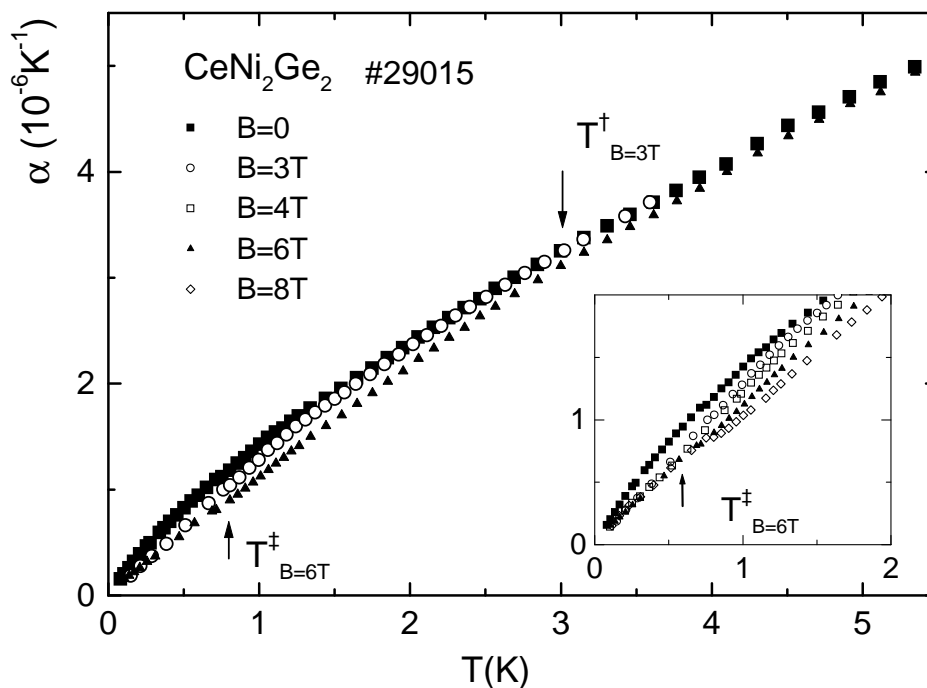 α (10⁻⁶K⁻¹)
4
2
0
CeNi₂Ge₂ #29015
B=0
B=3T
B=4T
B=6T
B=8T
T†B=3T
T‡B=6T
1
0
0 1 2
T‡B=6T
0 1 2 3 4 5
T(K)